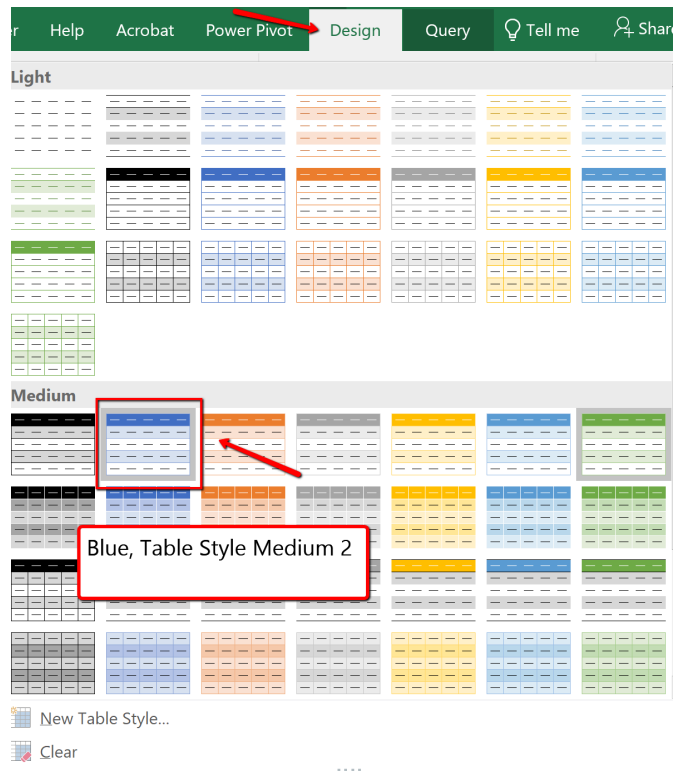 r Help Acrobat Power Pivot Design Query Tell me Share
Light
Medium
Blue, Table Style Medium 2
New Table Style...
Clear